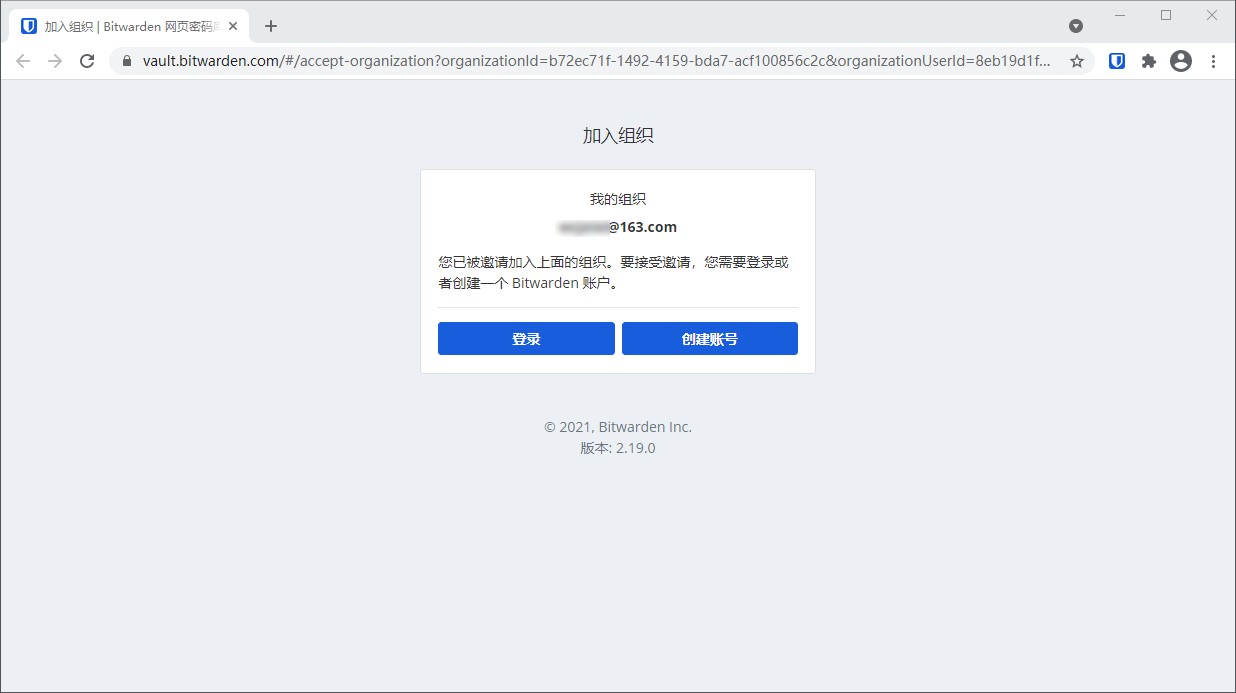 加入组织 | Bitwarden 网页密码
vault.bitwarden.com/#/accept-organization?organizationId=b72ec71f-1492-4159-bda7-acf100856c2c&organizationUserId=8eb19d1f...
加入组织
我的组织
@163.com
您已被邀请加入上面的组织。要接受邀请，您需要登录或
者创建一个 Bitwarden 账户。
登录
创建账号
© 2021, Bitwarden Inc.
版本: 2.19.0